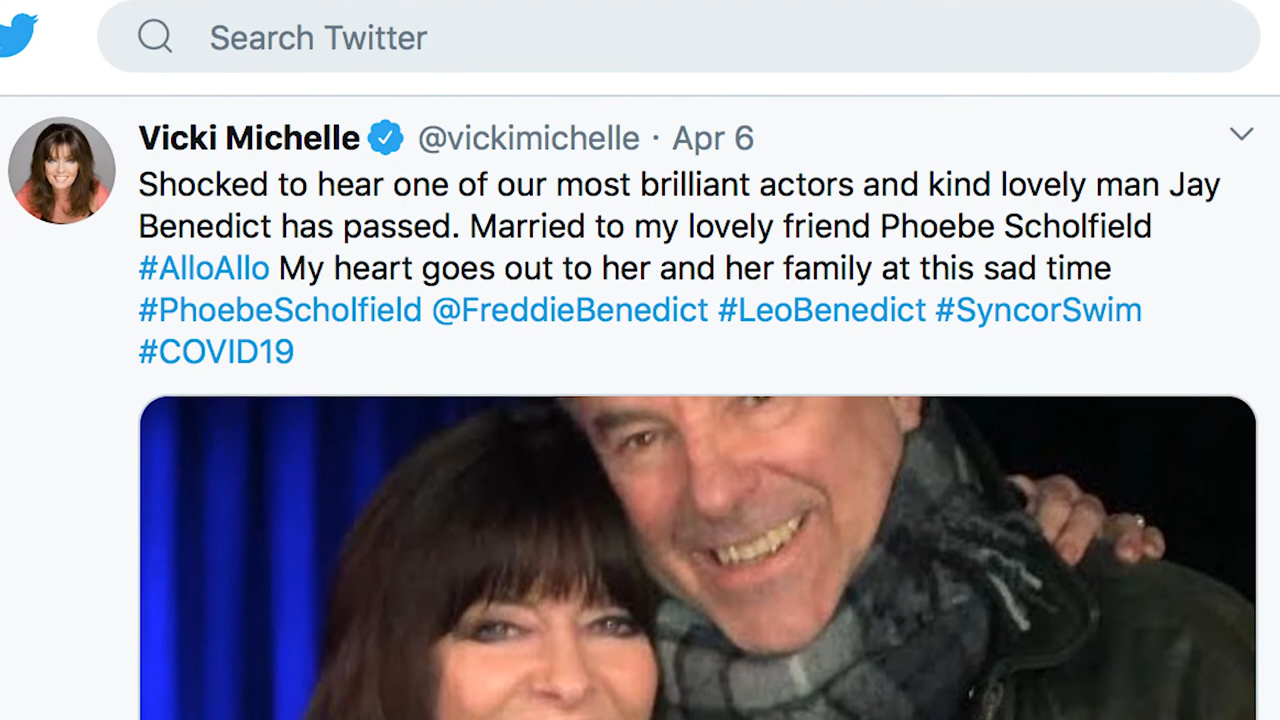 Search Twitter
Vicki Michelle @vickimichelle · Apr 6
Shocked to hear one of our most brilliant actors and kind lovely man Jay
Benedict has passed. Married to my lovely friend Phoebe Scholfield
#AlloAllo My heart goes out to her and her family at this sad time
#PhoebeScholfield @FreddieBenedict #LeoBenedict #SyncorSwim
#COVID19